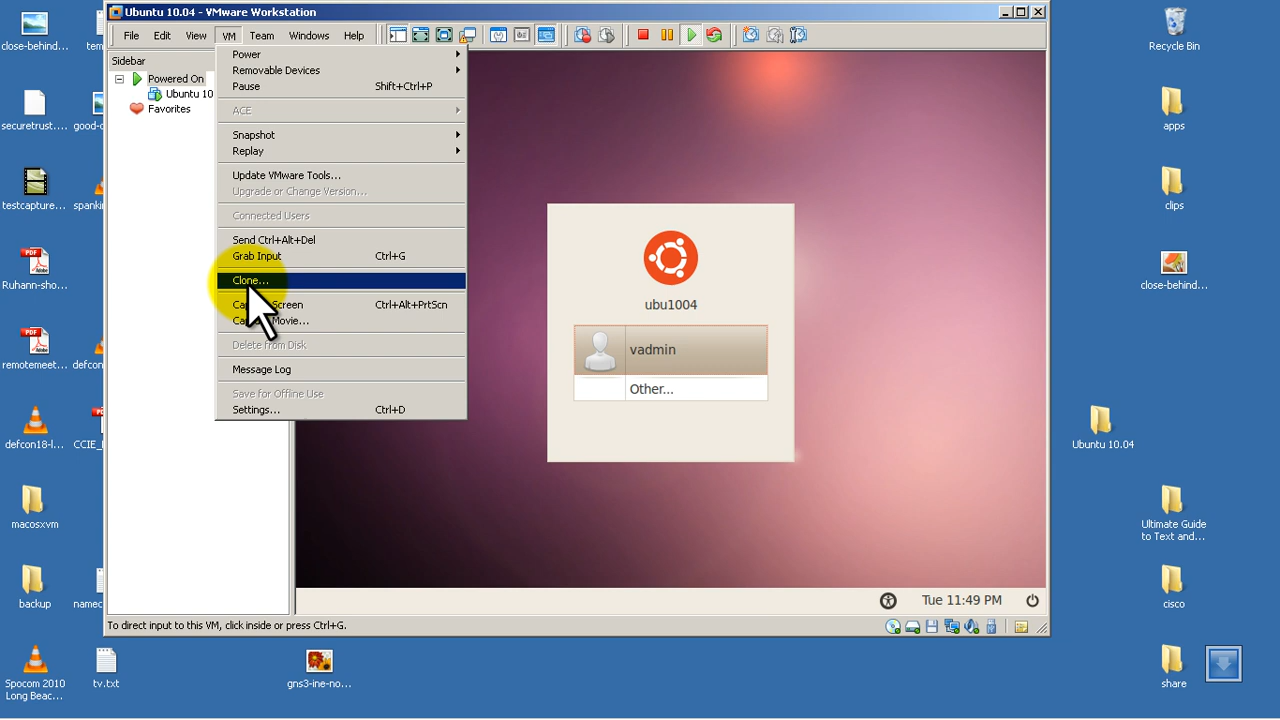 Ubuntu 10.04 - VMware Workstation
File Edit View VM Team Windows Help
Sidebar
Powered On
Ubuntu 10
Favorites
Power
Removable Devices
Pause Shift+Ctrl+P
ACE
Snapshot
Replay
Update VMware Tools...
Upgrade or Change Version...
Connected Users
Send Ctrl+Alt+Del
Grab Input Ctrl+G
Clone...
Screen Ctrl+Alt+PrtScn
Movie...
Delete from Disk
Message Log
Save for Offline Use
Settings... Ctrl+D
ubu1004
vadmin
Other...
Tue 11:49 PM
To direct input to this VM, click inside or press Ctrl+G.
close-behind...
securetrust....
good-
testcapture...
Ruhann-sho...
remotemeet...
defcon18-l...
CCIE_
macosxvm
backup
Spocom 2010
Long Beac...
tv.txt
gns3-ine-no...
Recycle Bin
apps
clips
close-behind...
Ubuntu 10.04
Ultimate Guide
to Text and...
cisco
share